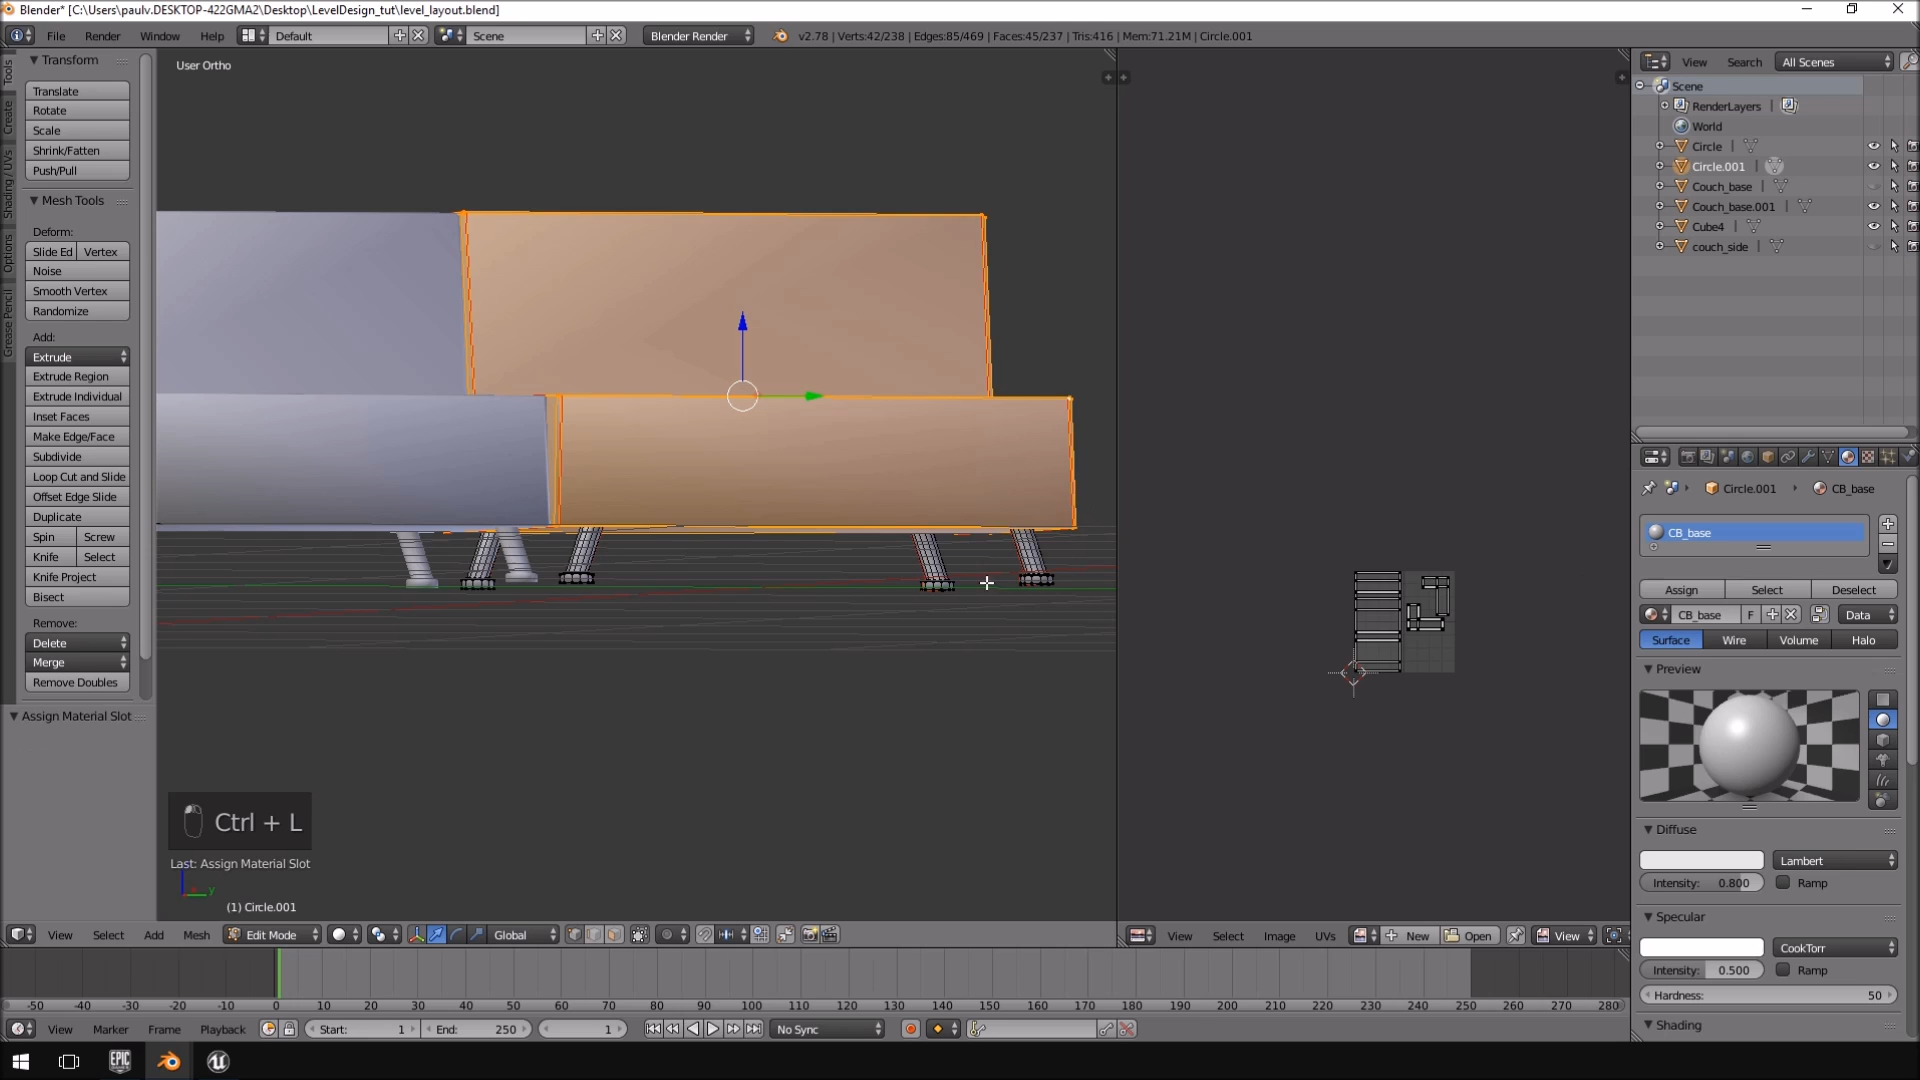 Blender* [C:\Users\paulv.DESKTOP-422GMA2\Desktop\LevelDesign_tut\level_layout.blend]
File Render Window Help Default Scene Blender Render v2.78 | Verts:42/238 | Edges:85/469 | Faces:45/237 | Tris:416 | Mem:71.21M | Circle.001
Tools
Create
Shading / UVs
Options
Grease Pencil
Transform
Translate
Rotate
Scale
Shrink/Fatten
Push/Pull
Mesh Tools
Deform:
Slide Ed Vertex
Noise
Smooth Vertex
Randomize
Add:
Extrude
Extrude Region
Extrude Individual
Inset Faces
Make Edge/Face
Subdivide
Loop Cut and Slide
Offset Edge Slide
Duplicate
Spin Screw
Knife Select
Knife Project
Bisect
Remove:
Delete
Merge
Remove Doubles
Assign Material Slot
User Ortho
Ctrl + L
Last: Assign Material Slot
y
(1) Circle.001
View Select Add Mesh Edit Mode Global
View Select Image UVs New Open View
View Search All Scenes
Scene
RenderLayers |
World
Circle |
Circle.001 |
Couch_base |
Couch_base.001 |
Cube4 |
couch_side |
Circle.001 CB_base
CB_base
Assign Select Deselect
CB_base F Data
Surface Wire Volume Halo
Preview
Diffuse
Lambert
Intensity: 0.800 Ramp
Specular
CookTorr
Intensity: 0.500 Ramp
Hardness: 50
Shading
-50 -40 -30 -20 -10 0 10 20 30 40 50 60 70 80 90 100 110 120 130 140 150 160 170 180 190 200 210 220 230 240 250 260 270 280
View Marker Frame Playback Start: 1 End: 250 1 No Sync
EPIC